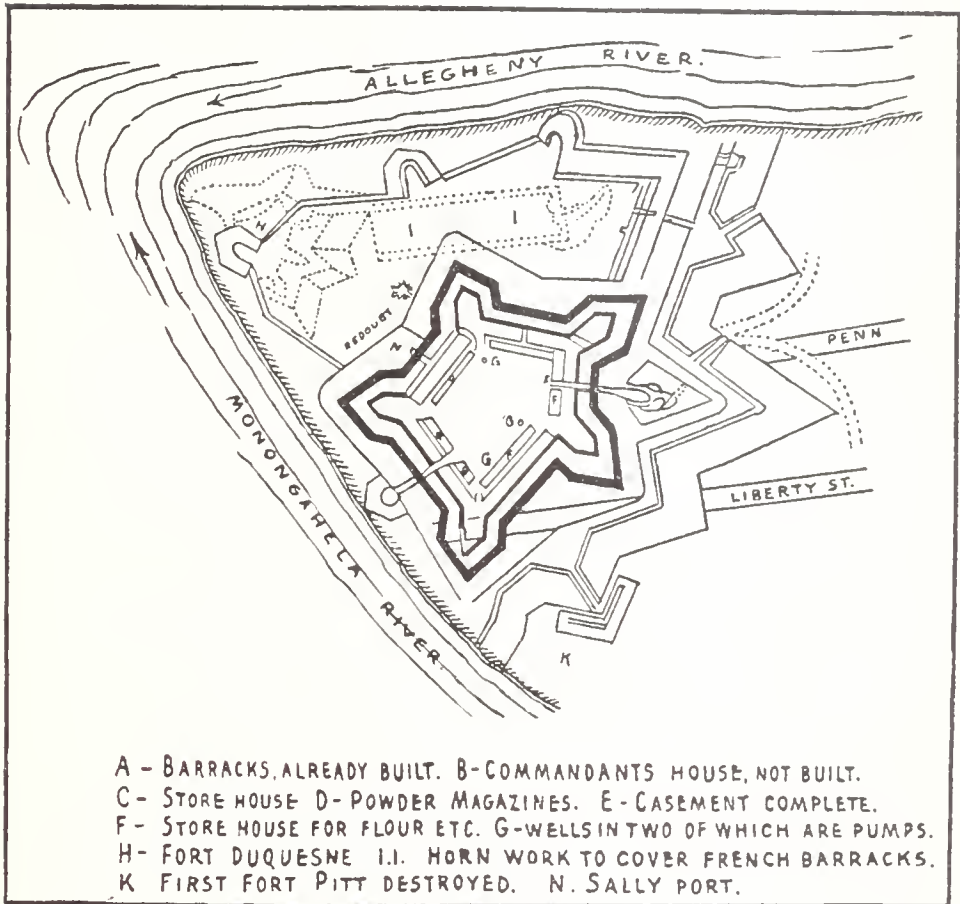 ALLEGHENY RIVER.
H
I I
REDOUBT
N
G
PENN
E
F
G
F
LIBERTY ST.
MONONGAHELA RIVER.
K
A - BARRACKS, ALREADY BUILT. B-COMMANDANTS HOUSE, NOT BUILT.
C- STORE HOUSE D- POWDER MAGAZINES. E-CASEMENT COMPLETE.
F- STORE HOUSE FOR FLOUR ETC. G-WELLS IN TWO OF WHICH ARE PUMPS.
H- FORT DUQUESNE I.I. HORN WORK TO COVER FRENCH BARRACKS.
K FIRST FORT PITT DESTROYED. N. SALLY PORT.